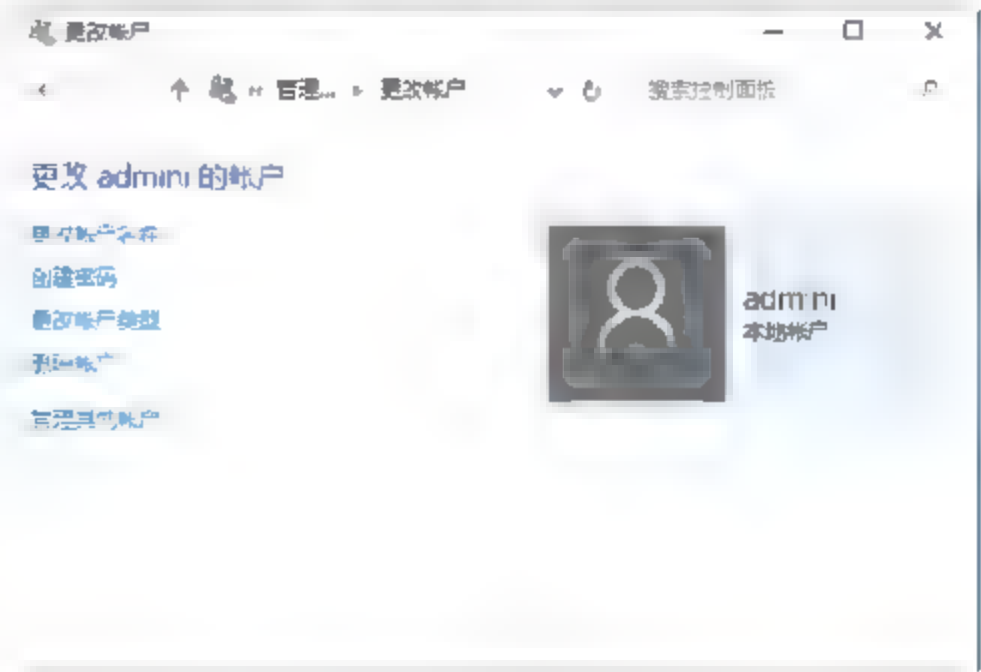 更改帐户
管理... 更改帐户 搜索控制面板
更改 admini 的帐户
更改帐户名称
创建密码
更改帐户类型
删除帐户
管理其他帐户
admini
本地帐户